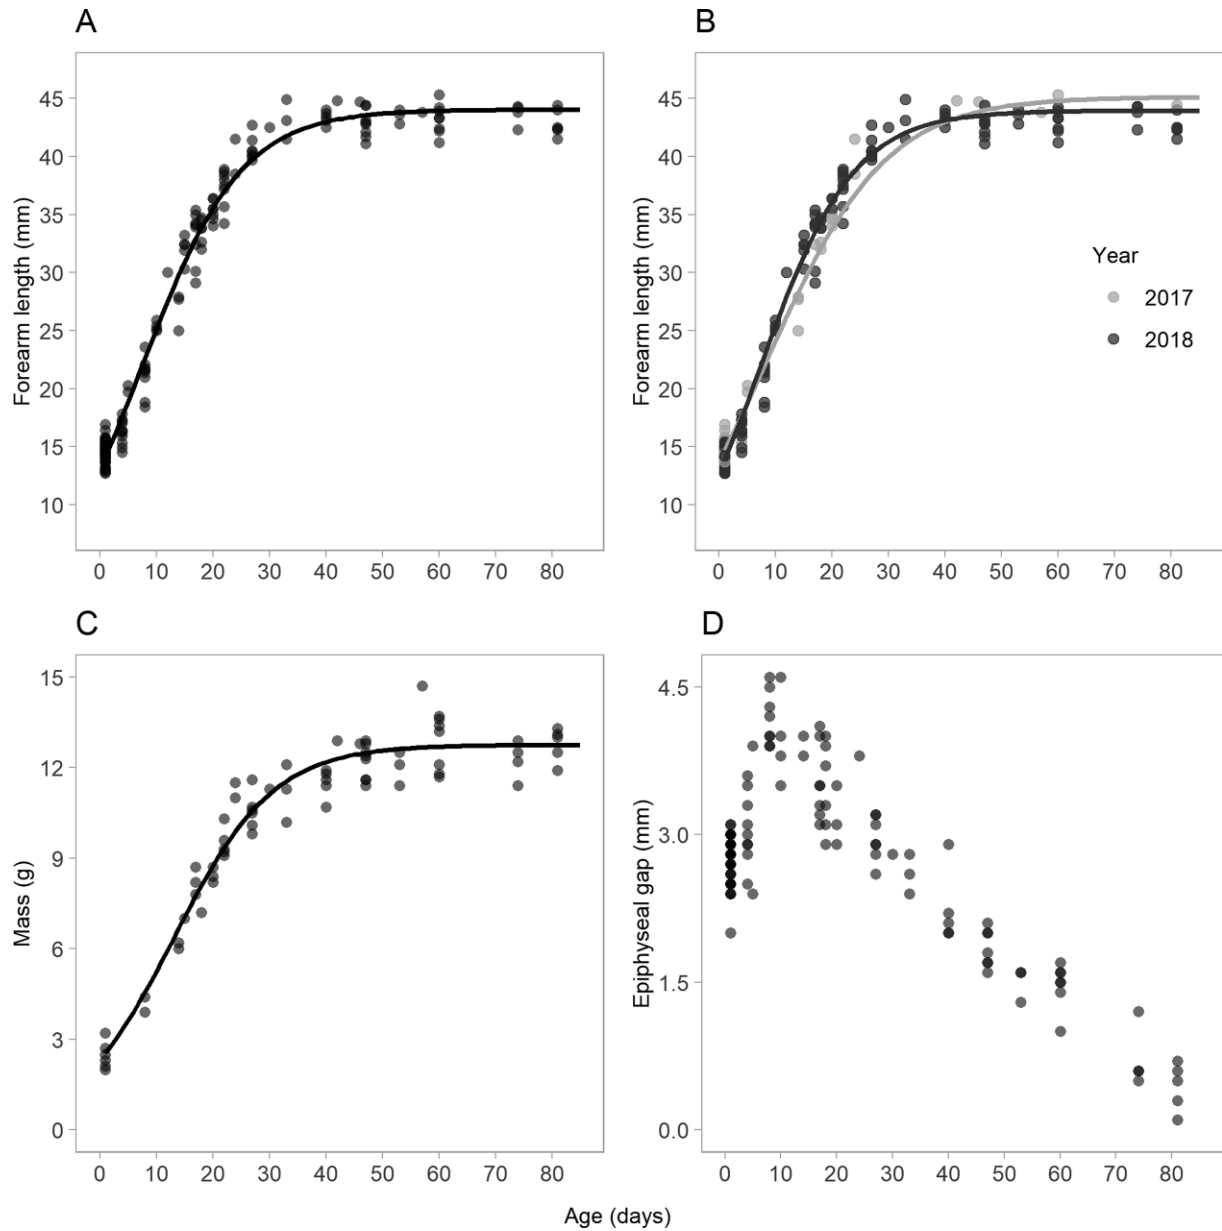 A
B
Forearm length (mm)
45
40
35
30
25
20
15
10
0 10 20 30 40 50 60 70 80
Forearm length (mm)
45
40
35
30
25
20
15
10
Year
2017
2018
0 10 20 30 40 50 60 70 80
C
D
Mass (g)
15
12
9
6
3
0
0 10 20 30 40 50 60 70 80
Epiphyseal gap (mm)
4.5
3.0
1.5
0.0
0 10 20 30 40 50 60 70 80
Age (days)